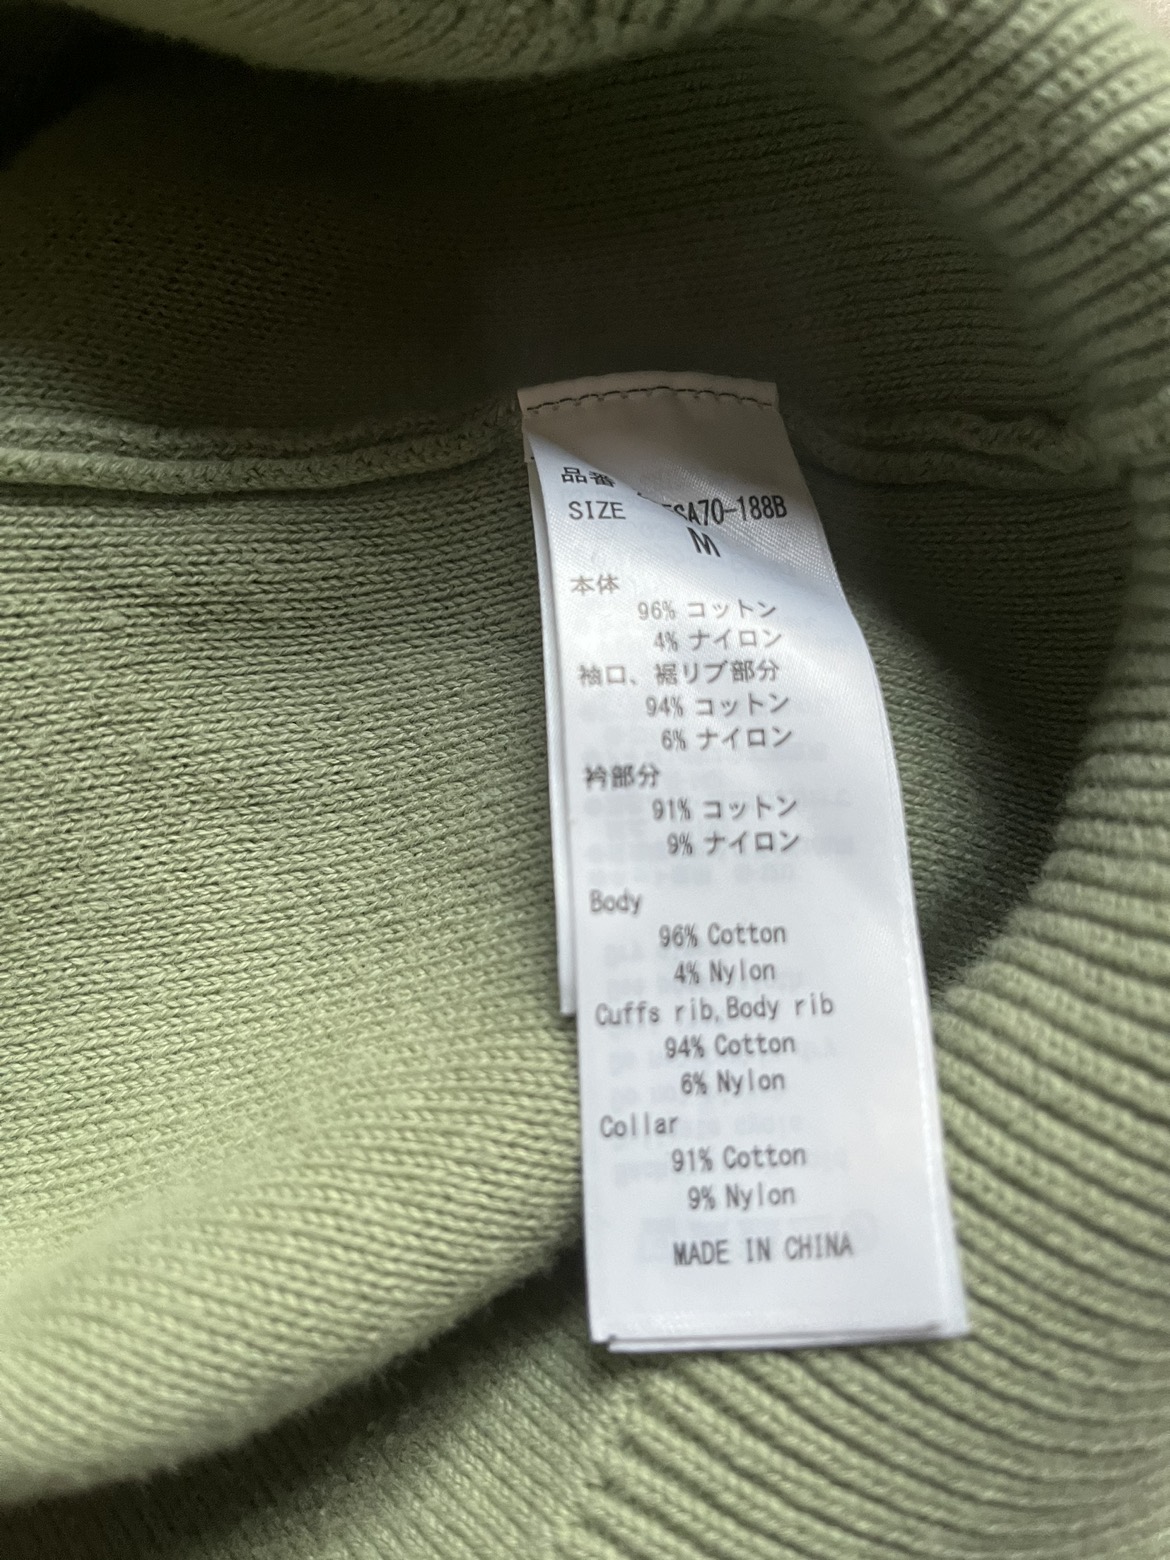 品番
SIZE A70-188B
M
本体
96% コットン
4% ナイロン
袖口、裾リブ部分
94% コットン
6% ナイロン
衿部分
91% コットン
9% ナイロン
Body
96% Cotton
4% Nylon
Cuffs rib,Body rib
94% Cotton
6% Nylon
Collar
91% Cotton
9% Nylon
MADE IN CHINA